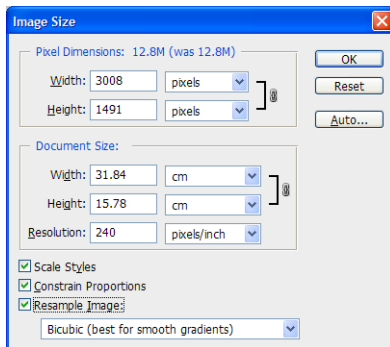 Image Size
Pixel Dimensions: 12.8M (was 12.8M)
Width: 3008 pixels
Height: 1491 pixels
OK
Reset
Auto...
Document Size:
Width: 31.84 cm
Height: 15.78 cm
Resolution: 240 pixels/inch
Scale Styles
Constrain Proportions
Resample Image:
Bicubic (best for smooth gradients)